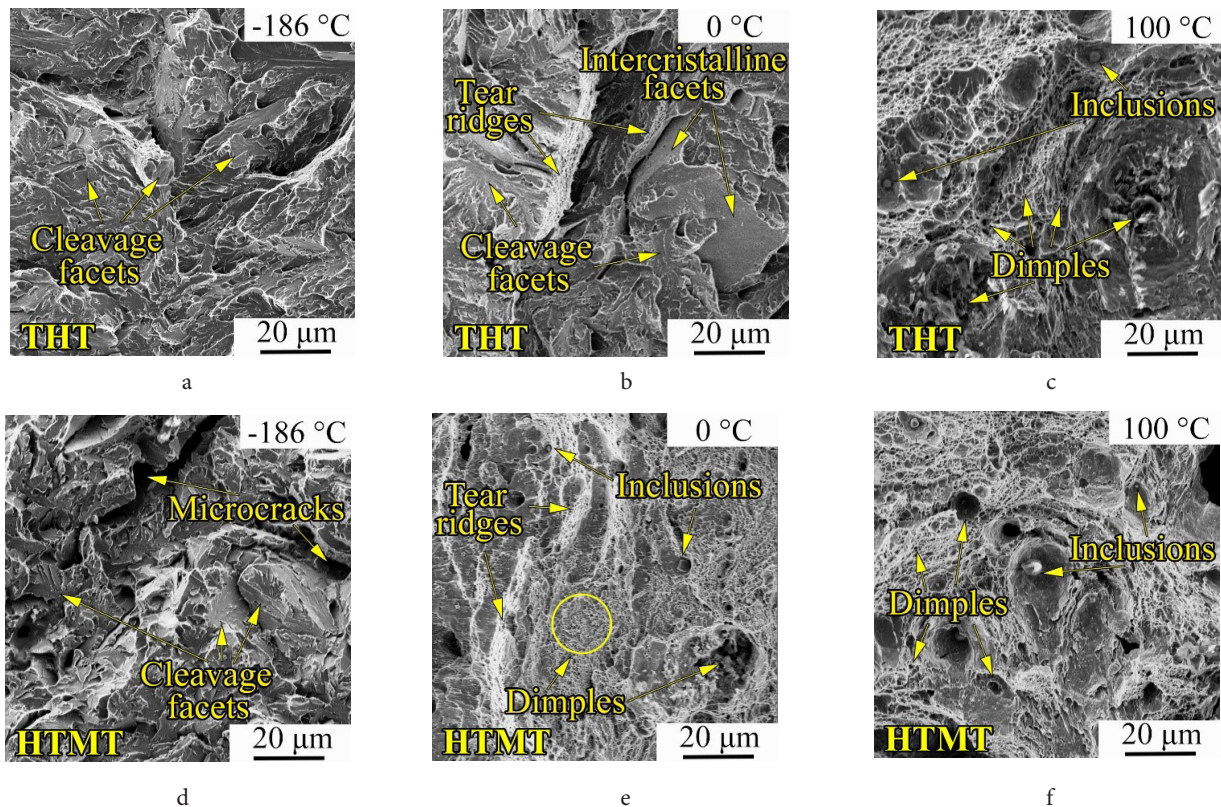 -186 °C
Cleavage
facets
THT
20 μm
a
0 °C
Intercristalline
facets
Tear
ridges
Cleavage
facets
THT
20 μm
b
100 °C
Inclusions
Dimples
THT
20 μm
c
-186 °C
Microcracks
Cleavage
facets
HTMT
20 μm
d
0 °C
Inclusions
Tear
ridges
Dimples
HTMT
20 μm
e
100 °C
Inclusions
Dimples
HTMT
20 μm
f